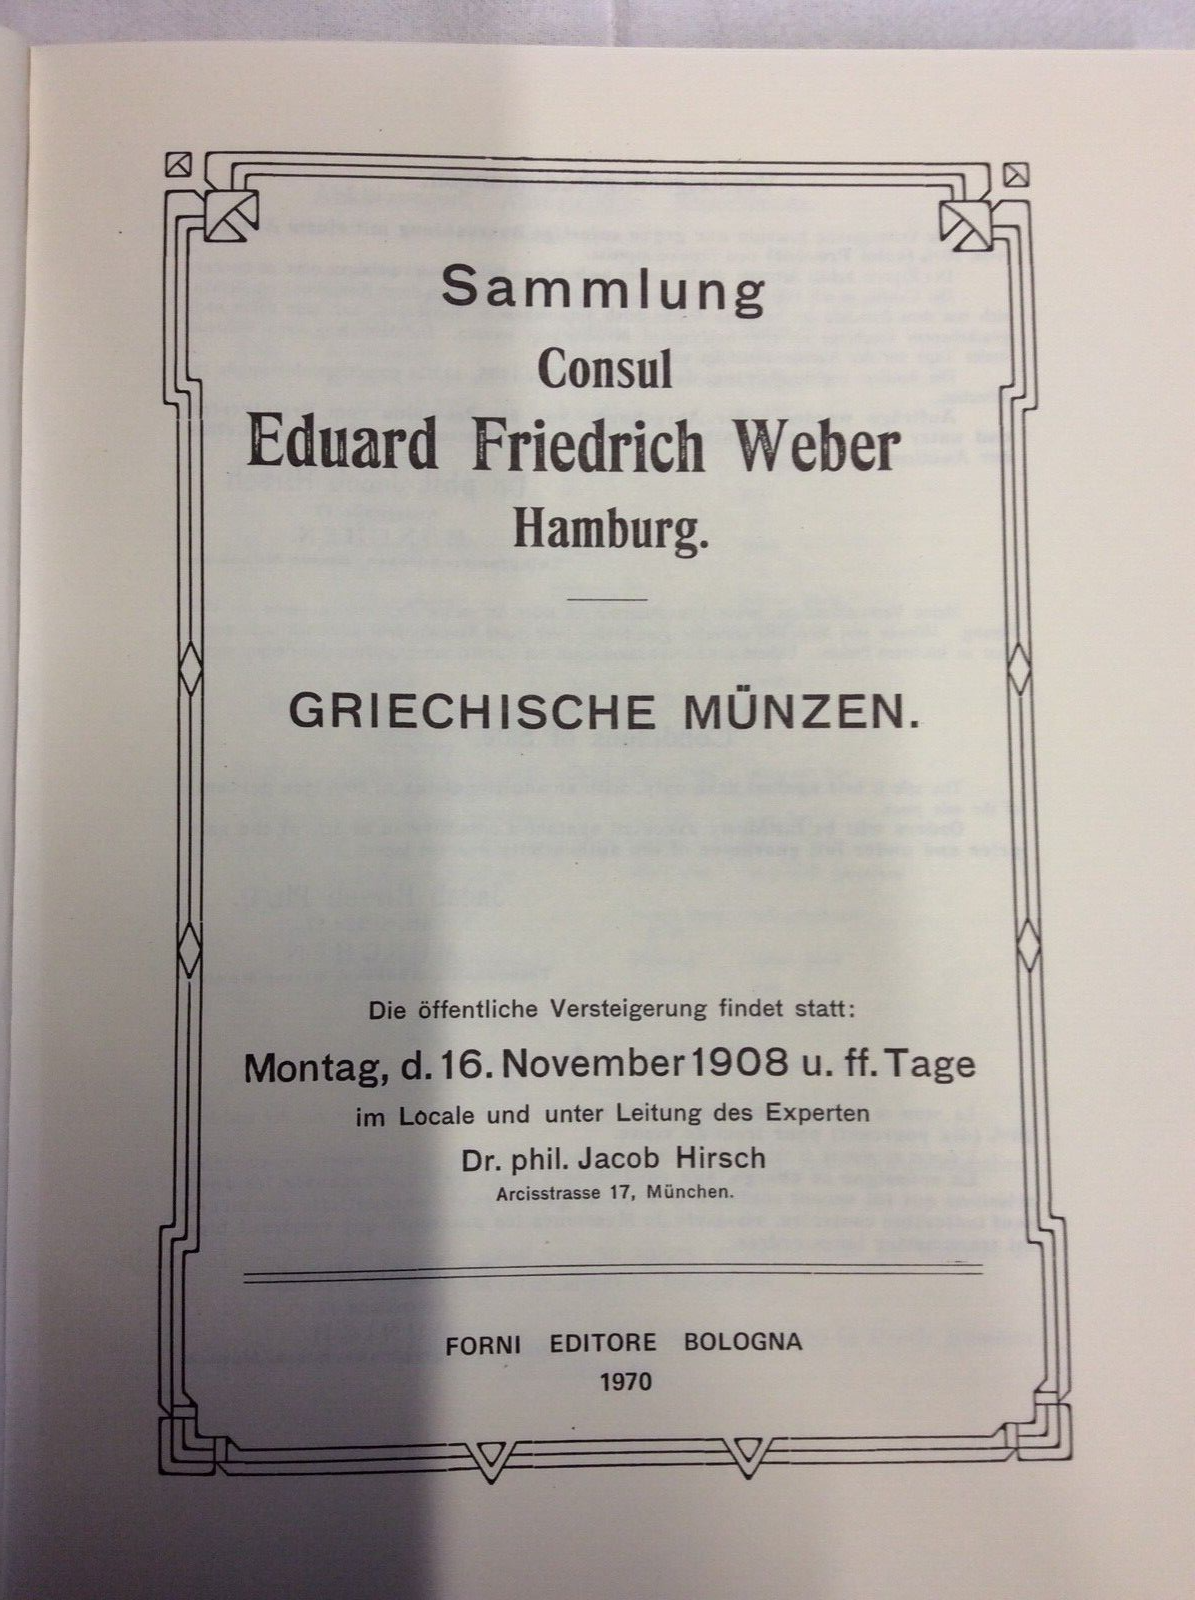 Sammlung
Consul
Eduard Friedrich Weber
Hamburg.
GRIECHISCHE MÜNZEN.
Die öffentliche Versteigerung findet statt:
Montag, d. 16. November 1908 u. ff. Tage
im Locale und unter Leitung des Experten
Dr. phil. Jacob Hirsch
Arcisstrasse 17, München.
FORNI EDITORE BOLOGNA
1970